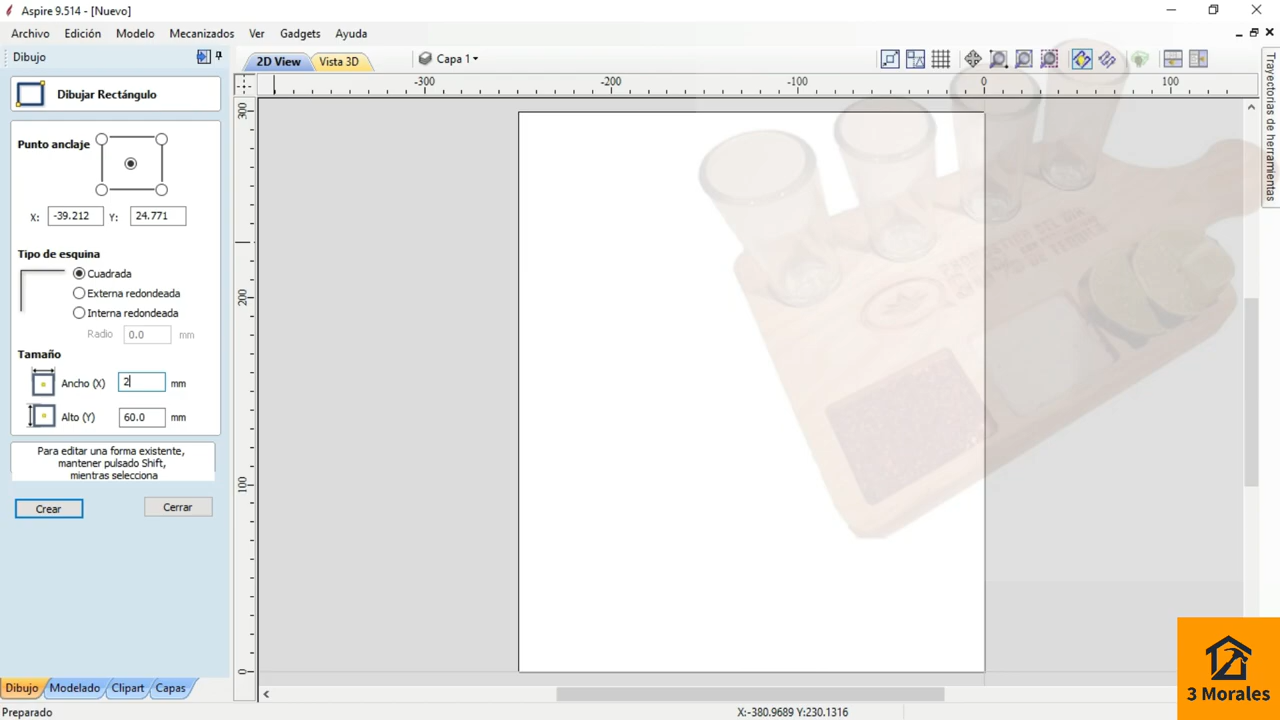 Aspire 9.514 - [Nuevo]
Archivo Edición Modelo Mecanizados Ver Gadgets Ayuda
Dibujo
2D View Vista 3D Capa 1
Dibujar Rectángulo
-300 -200 -100 0 100
300
200
100
0
Punto anclaje
X: -39.212 Y: 24.771
Tipo de esquina
Cuadrada
Externa redondeada
Interna redondeada
Radio 0.0 mm
Tamaño
Ancho (X) 2 mm
Alto (Y) 60.0 mm
Para editar una forma existente,
mantener pulsado Shift,
mientras selecciona
Crear Cerrar
Trayectorias de herramientas
Dibujo Modelado Clipart Capas
3 Morales
Preparado
X:-380.9689 Y:230.1316